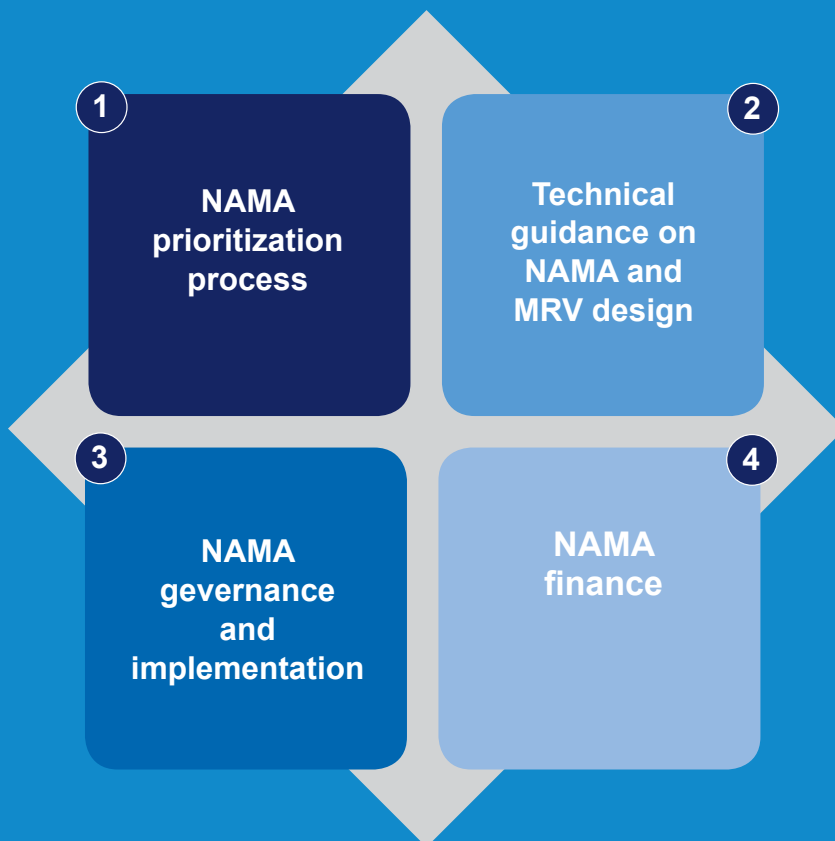 1
NAMA
prioritization
process
2
Technical
guidance on
NAMA and
MRV design
3
NAMA
gevernance
and
implementation
4
NAMA
finance